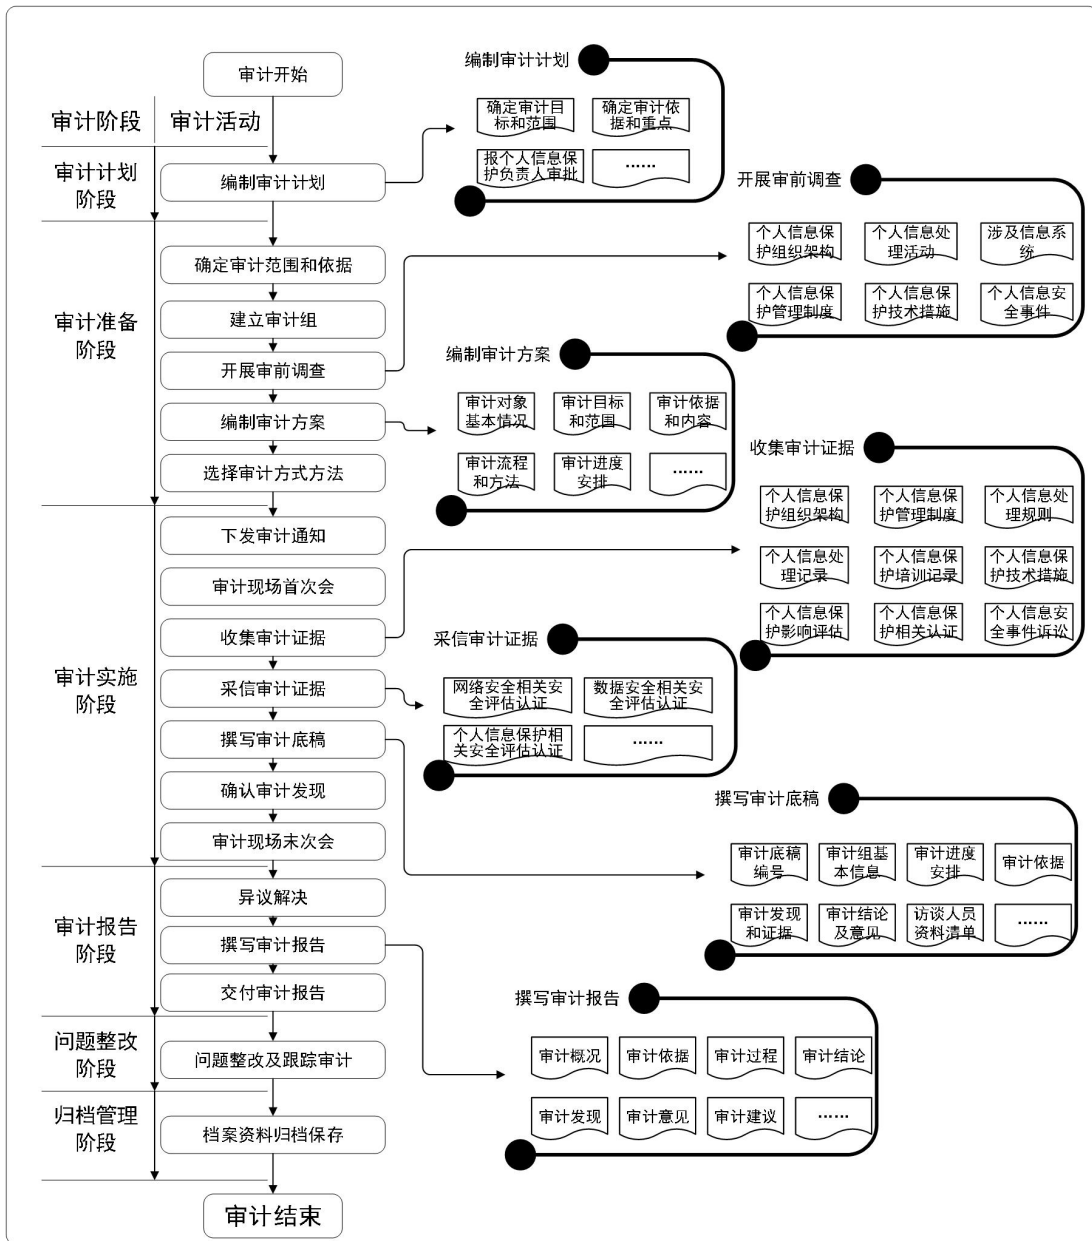 审计开始
审计阶段
审计活动
审计计划
阶段
编制审计计划
审计准备
阶段
确定审计范围和依据
建立审计组
开展审前调查
编制审计方案
选择审计方式方法
审计实施
阶段
下发审计通知
审计现场首次会
收集审计证据
采信审计证据
撰写审计底稿
确认审计发现
审计现场末次会
审计报告
阶段
异议解决
撰写审计报告
交付审计报告
问题整改
阶段
问题整改及跟踪审计
归档管理
阶段
档案资料归档保存
审计结束
编制审计计划
确定审计目
标和范围
确定审计依
据和重点
报个人信息保
护负责人审批
……
开展审前调查
个人信息保
护组织架构
个人信息处
理活动
涉及信息系
统
个人信息保
护管理制度
个人信息保
护技术措施
个人信息安
全事件
编制审计方案
审计对象
基本情况
审计目标
和范围
审计依据
和内容
审计流程
和方法
审计进度
安排
……
收集审计证据
个人信息保
护组织架构
个人信息保
护管理制度
个人信息处
理规则
个人信息处
理记录
个人信息保
护培训记录
个人信息保
护技术措施
个人信息保
护影响评估
个人信息保
护相关认证
个人信息安
全事件诉讼
采信审计证据
网络安全相关安
全评估认证
数据安全相关安
全评估认证
个人信息保护相
关安全评估认证
……
撰写审计底稿
审计底稿
编号
审计组基
本信息
审计进度
安排
审计依据
审计发现
和证据
审计结论
及意见
访谈人员
资料清单
……
撰写审计报告
审计概况
审计依据
审计过程
审计结论
审计发现
审计意见
审计建议
……